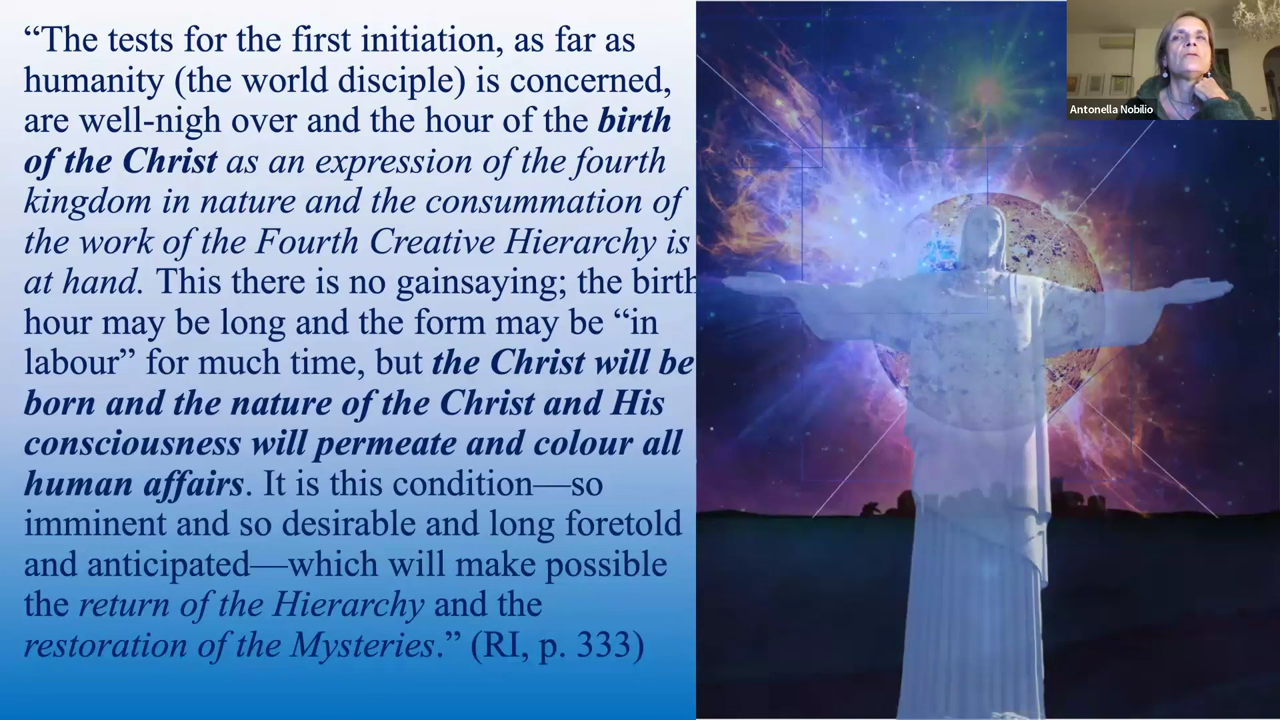 “The tests for the first initiation, as far as
humanity (the world disciple) is concerned,
are well-nigh over and the hour of the birth
of the Christ as an expression of the fourth
kingdom in nature and the consummation of
the work of the Fourth Creative Hierarchy is
at hand. This there is no gainsaying; the birth
hour may be long and the form may be “in
labour” for much time, but the Christ will be
born and the nature of the Christ and His
consciousness will permeate and colour all
human affairs. It is this condition—so
imminent and so desirable and long foretold
and anticipated—which will make possible
the return of the Hierarchy and the
restoration of the Mysteries.” (RI, p. 333)
Antonella Nobilio